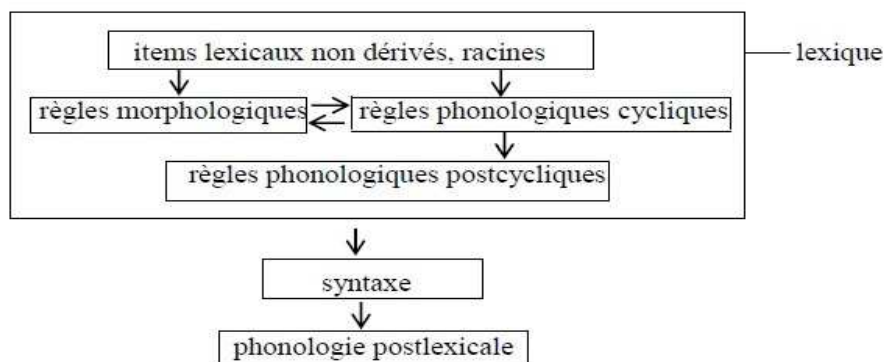 items lexicaux non dérivés, racines
lexique
règles morphologiques
règles phonologiques cycliques
règles phonologiques postcycliques
syntaxe
phonologie postlexicale